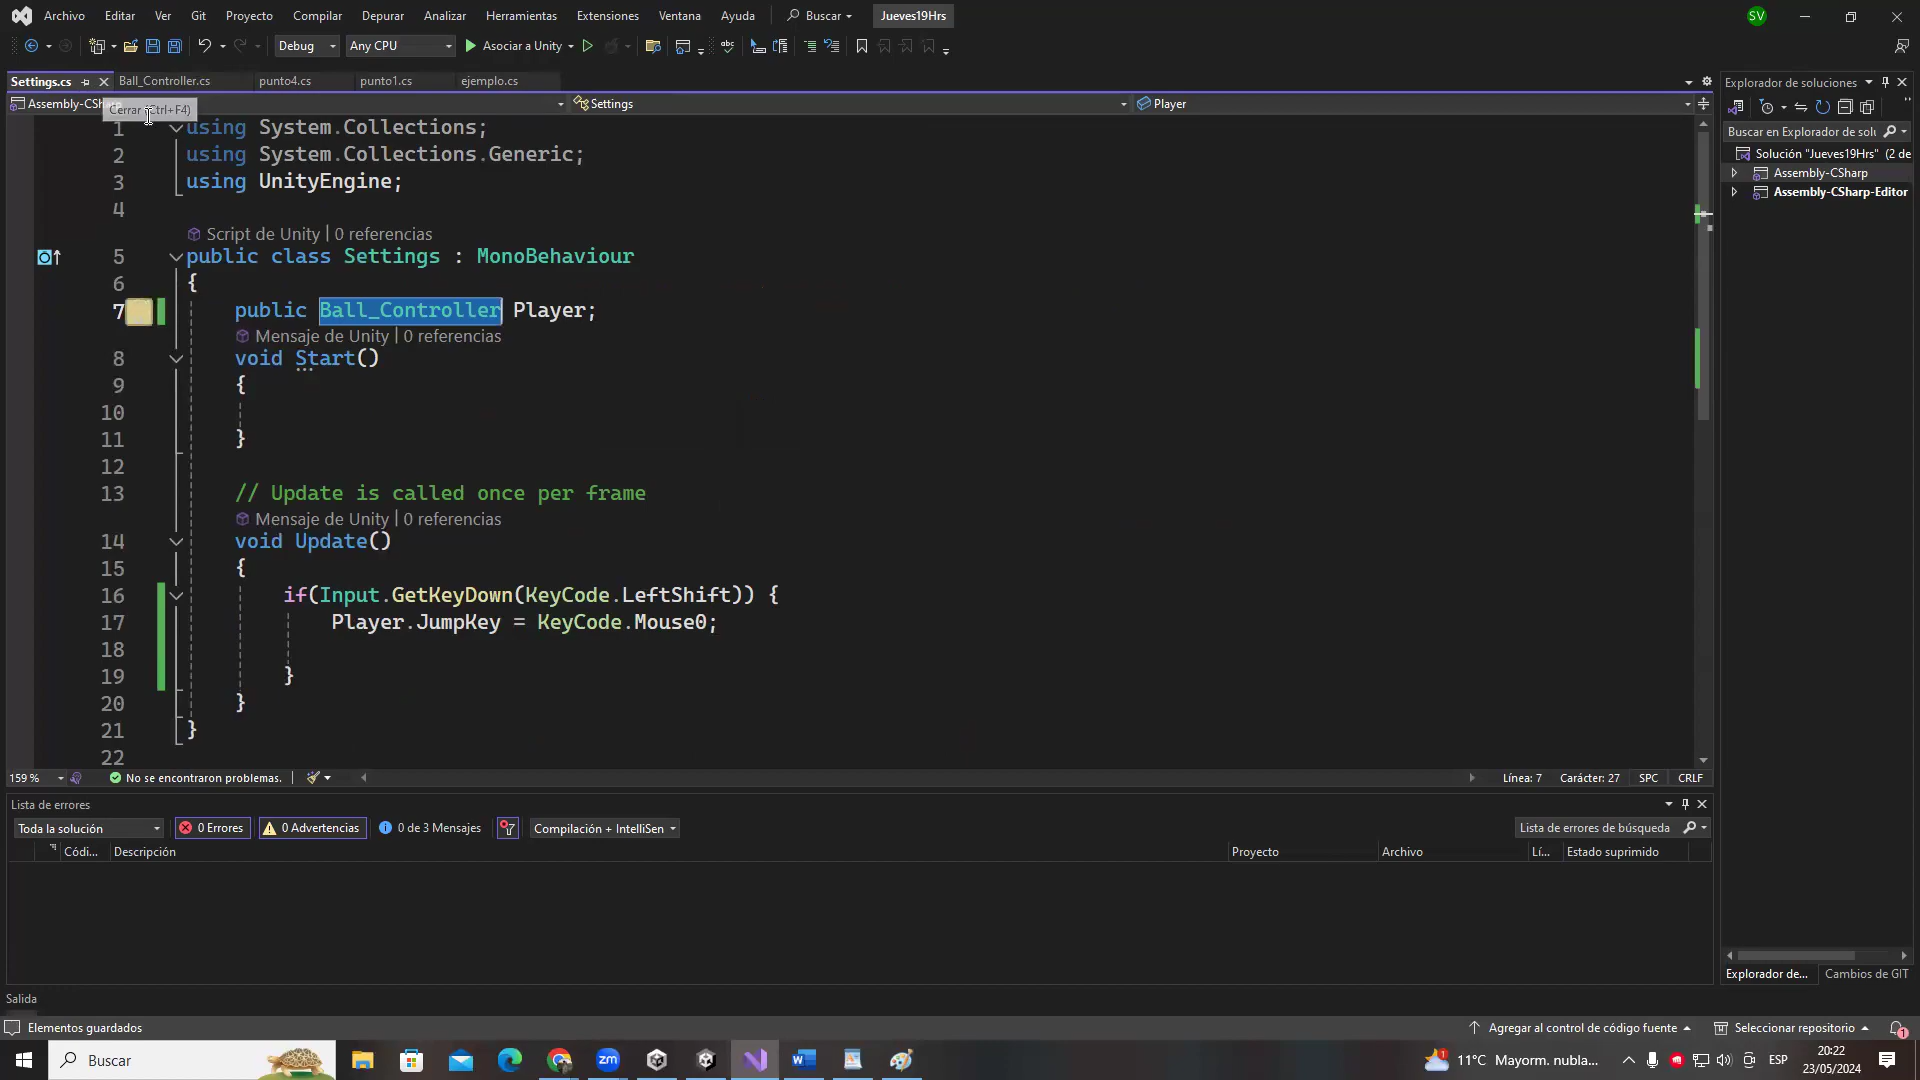 Archivo Editar Ver Git Proyecto Compilar Depurar Analizar Herramientas Extensiones Ventana Ayuda Buscar Jueves19Hrs SV
Debug Any CPU Asociar a Unity
Settings.cs Ball_Controller.cs punto4.cs punto1.cs ejemplo.cs
Assembly-CSh Settings Player
Cerrar (Ctrl+F4)
1 using System.Collections;
2 using System.Collections.Generic;
3 using UnityEngine;
4
Script de Unity | 0 referencias
5 public class Settings : MonoBehaviour
6 {
7 public Ball_Controller Player;
Mensaje de Unity | 0 referencias
8 void Start()
9 {
10
11 }
12
13 // Update is called once per frame
Mensaje de Unity | 0 referencias
14 void Update()
15 {
16 if(Input.GetKeyDown(KeyCode.LeftShift)) {
17 Player.JumpKey = KeyCode.Mouse0;
18
19 }
20 }
21 }
22
159 % No se encontraron problemas. Línea: 7 Carácter: 27 SPC CRLF
Lista de errores
Toda la solución 0 Errores 0 Advertencias 0 de 3 Mensajes Compilación + IntelliSen Lista de errores de búsqueda
Códi... Descripción Proyecto Archivo Lí... Estado suprimido
Salida
Elementos guardados Agregar al control de código fuente Seleccionar repositorio 1
Explorador de soluciones
Buscar en Explorador de solu
Solución "Jueves19Hrs" (2 de
Assembly-CSharp
Assembly-CSharp-Editor
Explorador de... Cambios de GIT
Buscar zm 11°C Mayorm. nubla... ESP 20:22
23/05/2024